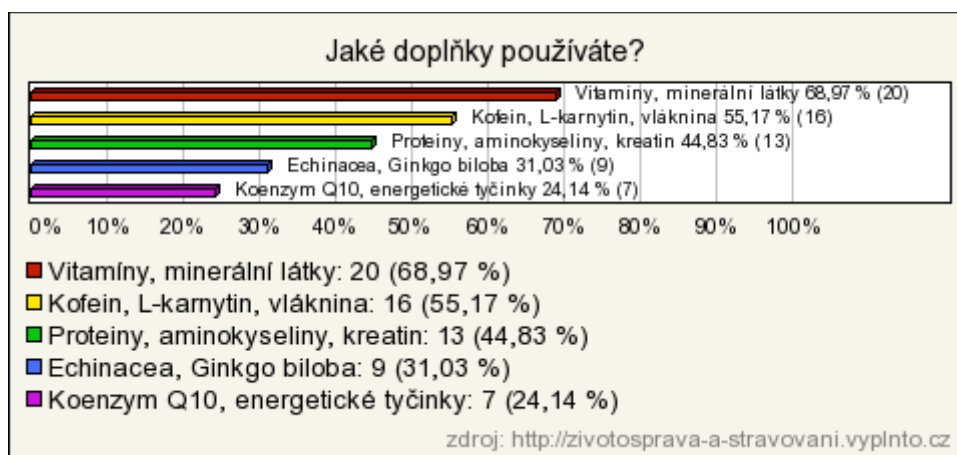 Jaké doplňky používáte?
Vitamíny, minerální látky 68,97 % (20)
Kofein, L-karnytin, vláknina 55,17 % (16)
Proteiny, aminokyseliny, kreatin 44,83 % (13)
Echinacea, Ginkgo biloba 31,03 % (9)
Koenzym Q10, energetické tyčinky 24,14 % (7)
0% 10% 20% 30% 40% 50% 60% 70% 80% 90% 100%
Vitamíny, minerální látky: 20 (68,97 %)
Kofein, L-karnytin, vláknina: 16 (55,17 %)
Proteiny, aminokyseliny, kreatin: 13 (44,83 %)
Echinacea, Ginkgo biloba: 9 (31,03 %)
Koenzym Q10, energetické tyčinky: 7 (24,14 %)
zdroj: http://zivotosprava-a-stravovani.vyplnto.cz